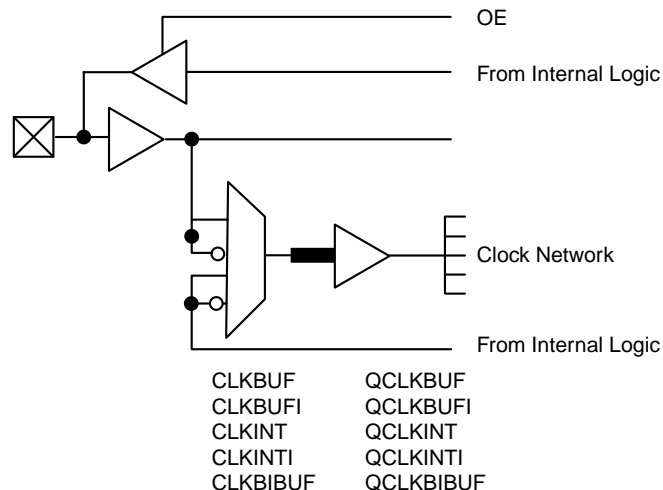 OE
From Internal Logic
Clock Network
From Internal Logic
CLKBUF QCLKBUF
CLKBUFI QCLKBUFI
CLKINT QCLKINT
CLKINTI QCLKINTI
CLKBIBUF QCLKBIBUF